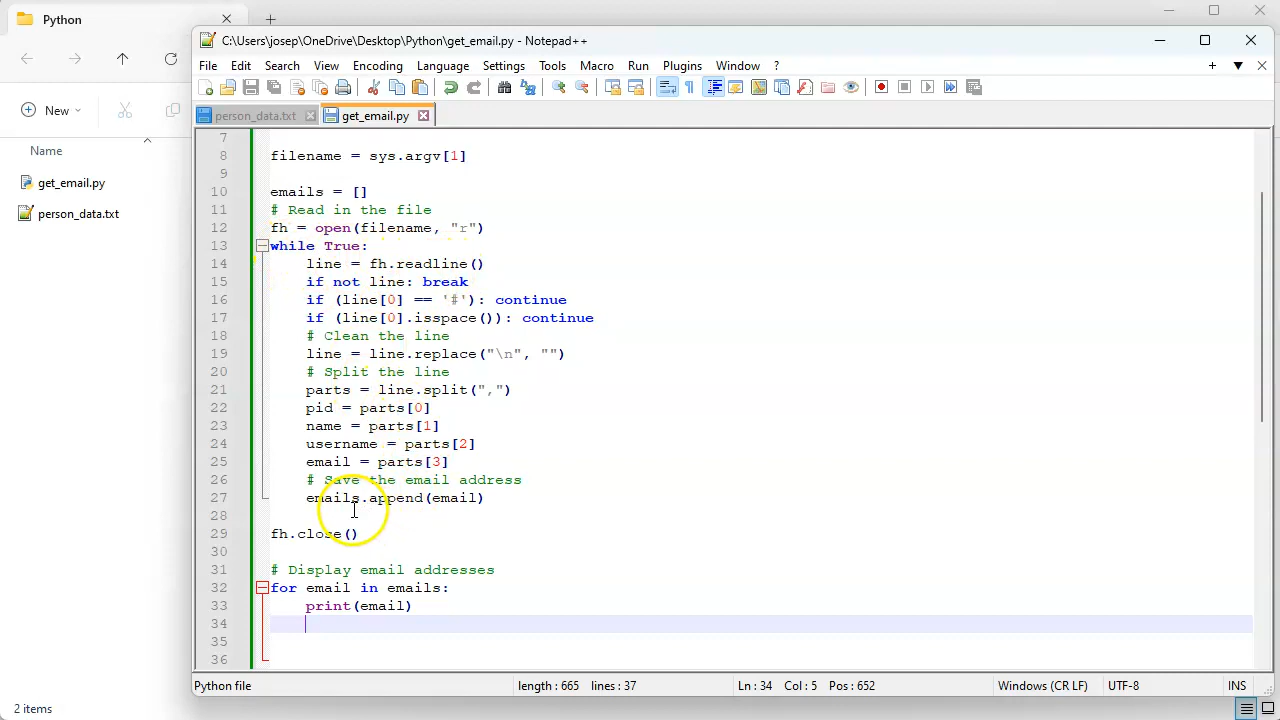 Python
C:\Users\josep\OneDrive\Desktop\Python\get_email.py - Notepad++
File Edit Search View Encoding Language Settings Tools Macro Run Plugins Window ?
New
person_data.txt get_email.py
Name
get_email.py
person_data.txt
7
8 filename = sys.argv[1]
9
10 emails = []
11 # Read in the file
12 fh = open(filename, "r")
13 while True:
14 line = fh.readline()
15 if not line: break
16 if (line[0] == '#'): continue
17 if (line[0].isspace()): continue
18 # Clean the line
19 line = line.replace("\n", "")
20 # Split the line
21 parts = line.split(",")
22 pid = parts[0]
23 name = parts[1]
24 username = parts[2]
25 email = parts[3]
26 # Save the email address
27 emails.append(email)
28
29 fh.close()
30
31 # Display email addresses
32 for email in emails:
33 print(email)
34
35
36
Python file length : 665 lines : 37 Ln : 34 Col : 5 Pos : 652 Windows (CR LF) UTF-8 INS
2 items